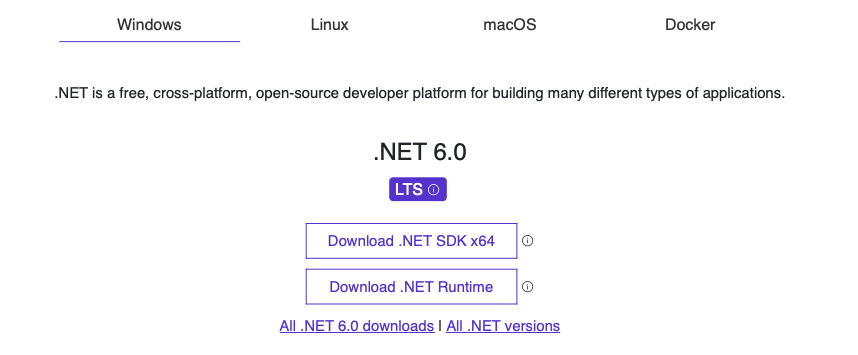 Windows Linux macOS Docker
.NET is a free, cross-platform, open-source developer platform for building many different types of applications.
.NET 6.0
LTS
Download .NET SDK x64
Download .NET Runtime
All .NET 6.0 downloads | All .NET versions